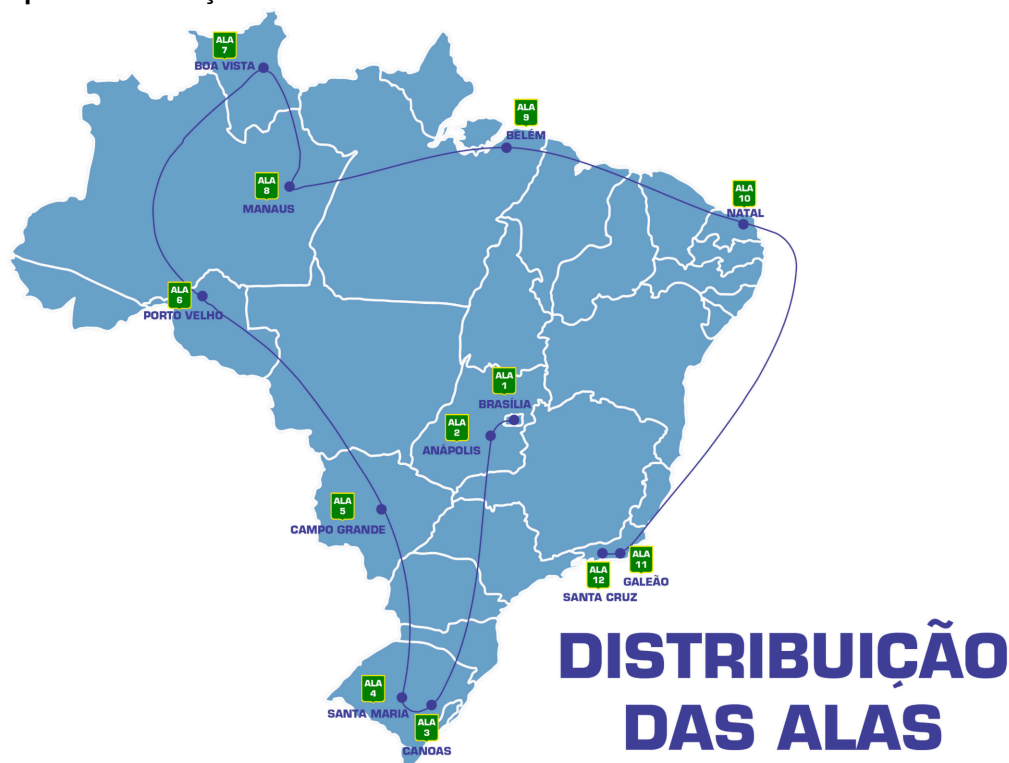 ALA
7
BOA VISTA
ALA
9
BELÉM
ALA
8
MANAUS
ALA
10
NATAL
ALA
6
PORTO VELHO
ALA
1
BRASÍLIA
ALA
2
ANÁPOLIS
ALA
5
CAMPO GRANDE
ALA
11
GALEÃO
ALA
12
SANTA CRUZ
ALA
4
SANTA MARIA
ALA
3
CANOAS
DISTRIBUIÇÃO
DAS ALAS